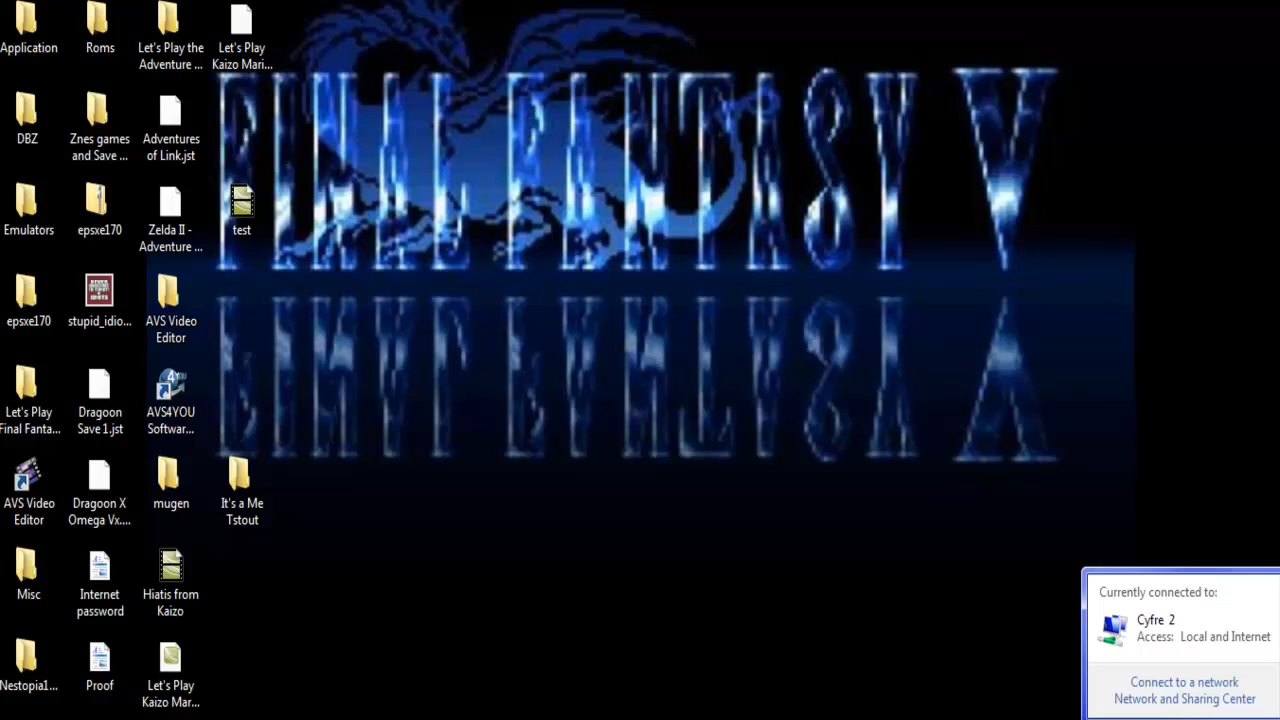 Application
Roms
Let's Play the
Adventure ...
Let's Play
Kaizo Mari...
FINAL FANTASY V
DBZ
Znes games
and Save ...
Adventures
of Link.jst
Emulators
epsxe170
Zelda II -
Adventure ...
test
epsxe170
stupid_idio...
AVS Video
Editor
Let's Play
Final Fanta...
Dragoon
Save 1.jst
AVS4YOU
Softwar...
AVS Video
Editor
Dragoon X
Omega Vx....
mugen
It's a Me
Tstout
Misc
Internet
password
Hiatis from
Kaizo
Nestopia1...
Proof
Let's Play
Kaizo Mar...
Currently connected to:
Cyfre 2
Access: Local and Internet
Connect to a network
Network and Sharing Center